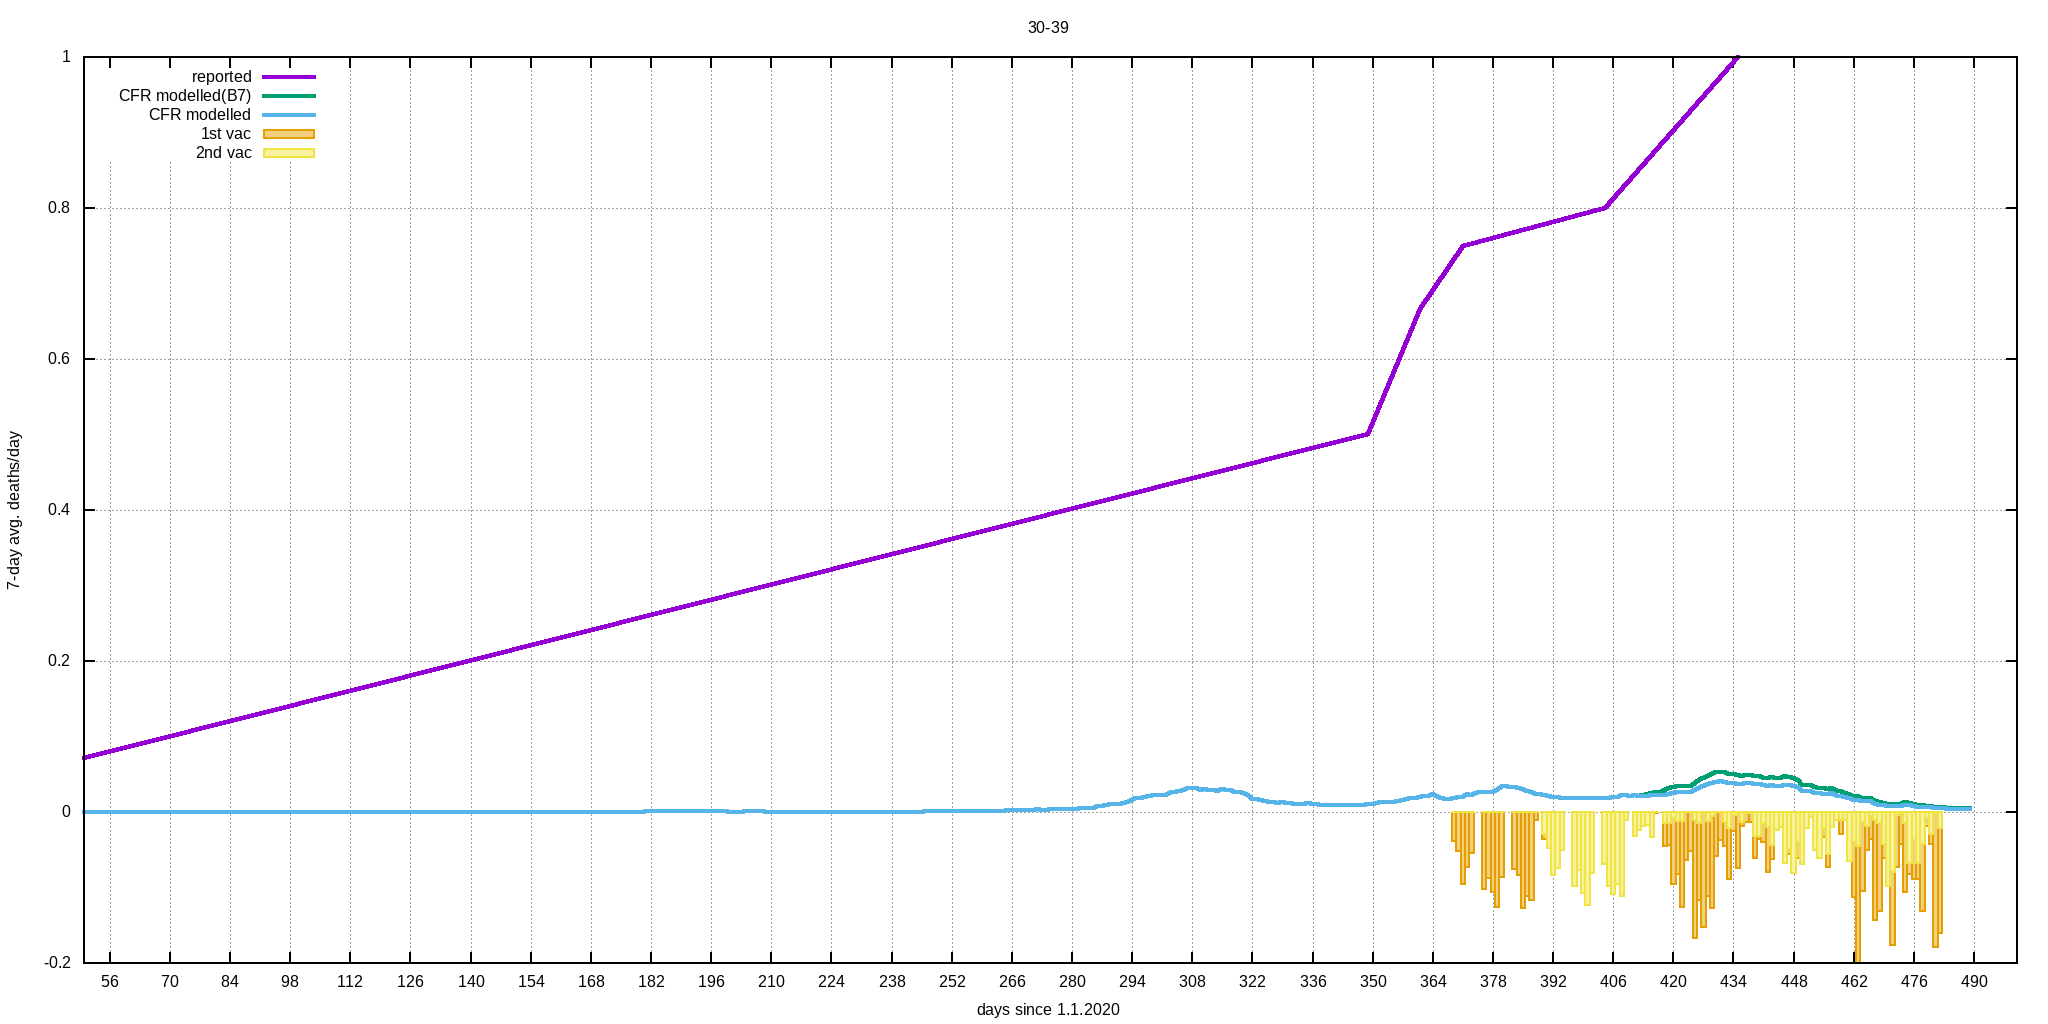 30-39
reported
CFR modelled(B7)
CFR modelled
1st vac
2nd vac
1
0.8
0.6
0.4
0.2
0
-0.2
7-day avg. deaths/day
56 70 84 98 112 126 140 154 168 182 196 210 224 238 252 266 280 294 308 322 336 350 364 378 392 406 420 434 448 462 476 490
days since 1.1.2020